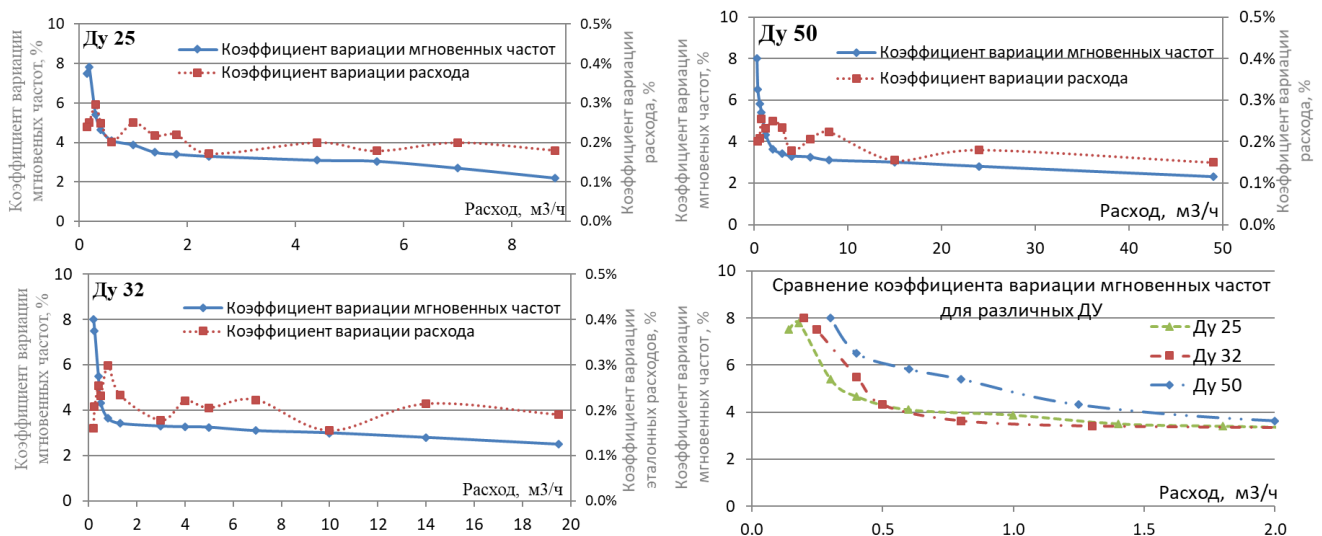 Ду 25
Коэффициент вариации мгновенных частот
Коэффициент вариации расхода
Коэффициент вариации
мгновенных частот, %
Коэффициент вариации
расхода, %
Расход, м3/ч
10
8
6
4
2
0
0.5%
0.4%
0.3%
0.2%
0.1%
0.0%
0 2 4 6 8
Ду 50
Коэффициент вариации мгновенных частот
Коэффициент вариации расхода
Коэффициент вариации
мгновеных частот, %
Коэффициент вариации
расхода, %
Расход, м3/ч
10
8
6
4
2
0
0.5%
0.4%
0.3%
0.2%
0.1%
0.0%
0 10 20 30 40 50
Ду 32
Коэффициент вариации мгновенных частот
Коэффициент вариации расхода
Коэффициент вариации
мгновенных частот, %
Коэффициент вариации
эталонных расходов, %
Расход, м3/ч
10
8
6
4
2
0
0.5%
0.4%
0.3%
0.2%
0.1%
0.0%
0 2 4 6 8 10 12 14 16 18 20
Сравнение коэффициента вариации мгновенных частот
для различных ДУ
Ду 25
Ду 32
Ду 50
Коэффициент вариации
мгновенных частот , %
Расход, м3/ч
10
8
6
4
2
0
0.0 0.5 1.0 1.5 2.0